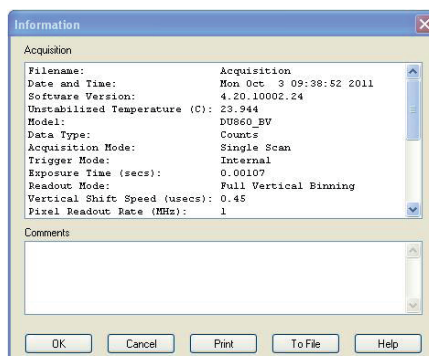 Information
Acquisition
Filename: Acquisition
Date and Time: Mon Oct 3 09:38:52 2011
Software Version: 4.20.10002.24
Unstabilized Temperature (C): 23.944
Model: DU860_BV
Data Type: Counts
Acquisition Mode: Single Scan
Trigger Mode: Internal
Exposure Time (secs): 0.00107
Readout Mode: Full Vertical Binning
Vertical Shift Speed (usecs): 0.45
Pixel Readout Rate (MHz): 1
Comments
OK Cancel Print To File Help